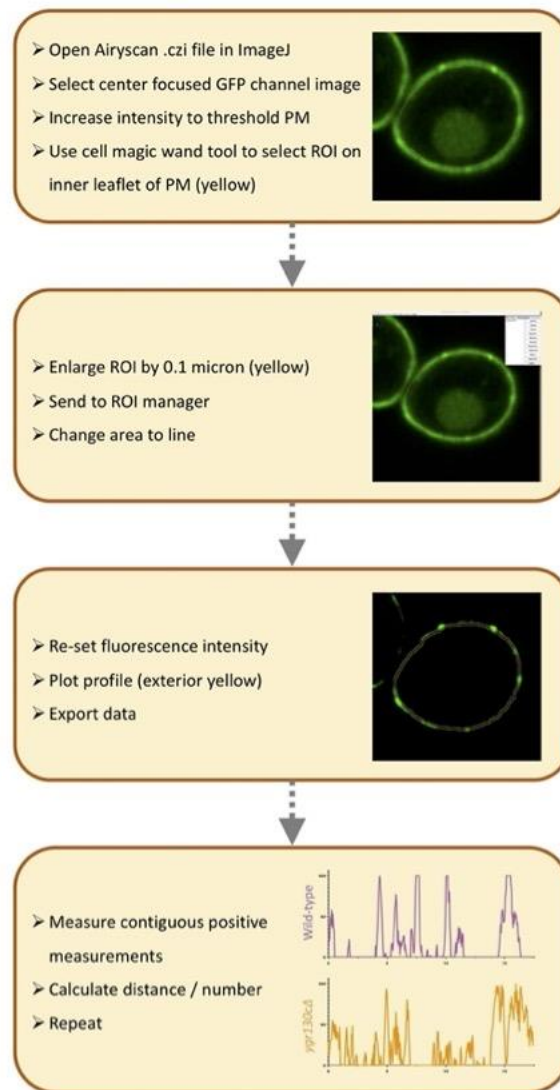 ➢ Open Airyscan .czi file in ImageJ
➢ Select center focused GFP channel image
➢ Increase intensity to threshold PM
➢ Use cell magic wand tool to select ROI on
inner leaflet of PM (yellow)
➢ Enlarge ROI by 0.1 micron (yellow)
➢ Send to ROI manager
➢ Change area to line
➢ Re-set fluorescence intensity
➢ Plot profile (exterior yellow)
➢ Export data
➢ Measure contiguous positive
measurements
➢ Calculate distance / number
➢ Repeat
Wild-type
ygr130cΔ